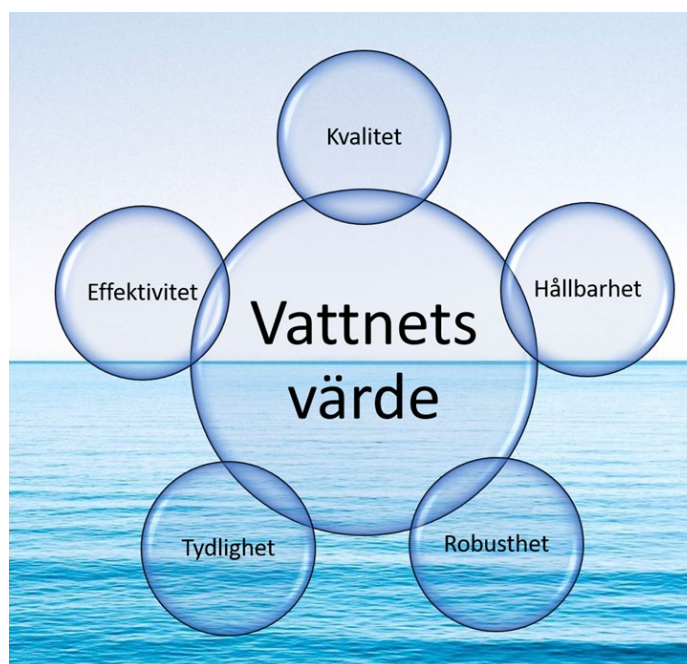 Kvalitet
Effektivitet
Hållbarhet
Vattnets
värde
Tydlighet
Robusthet